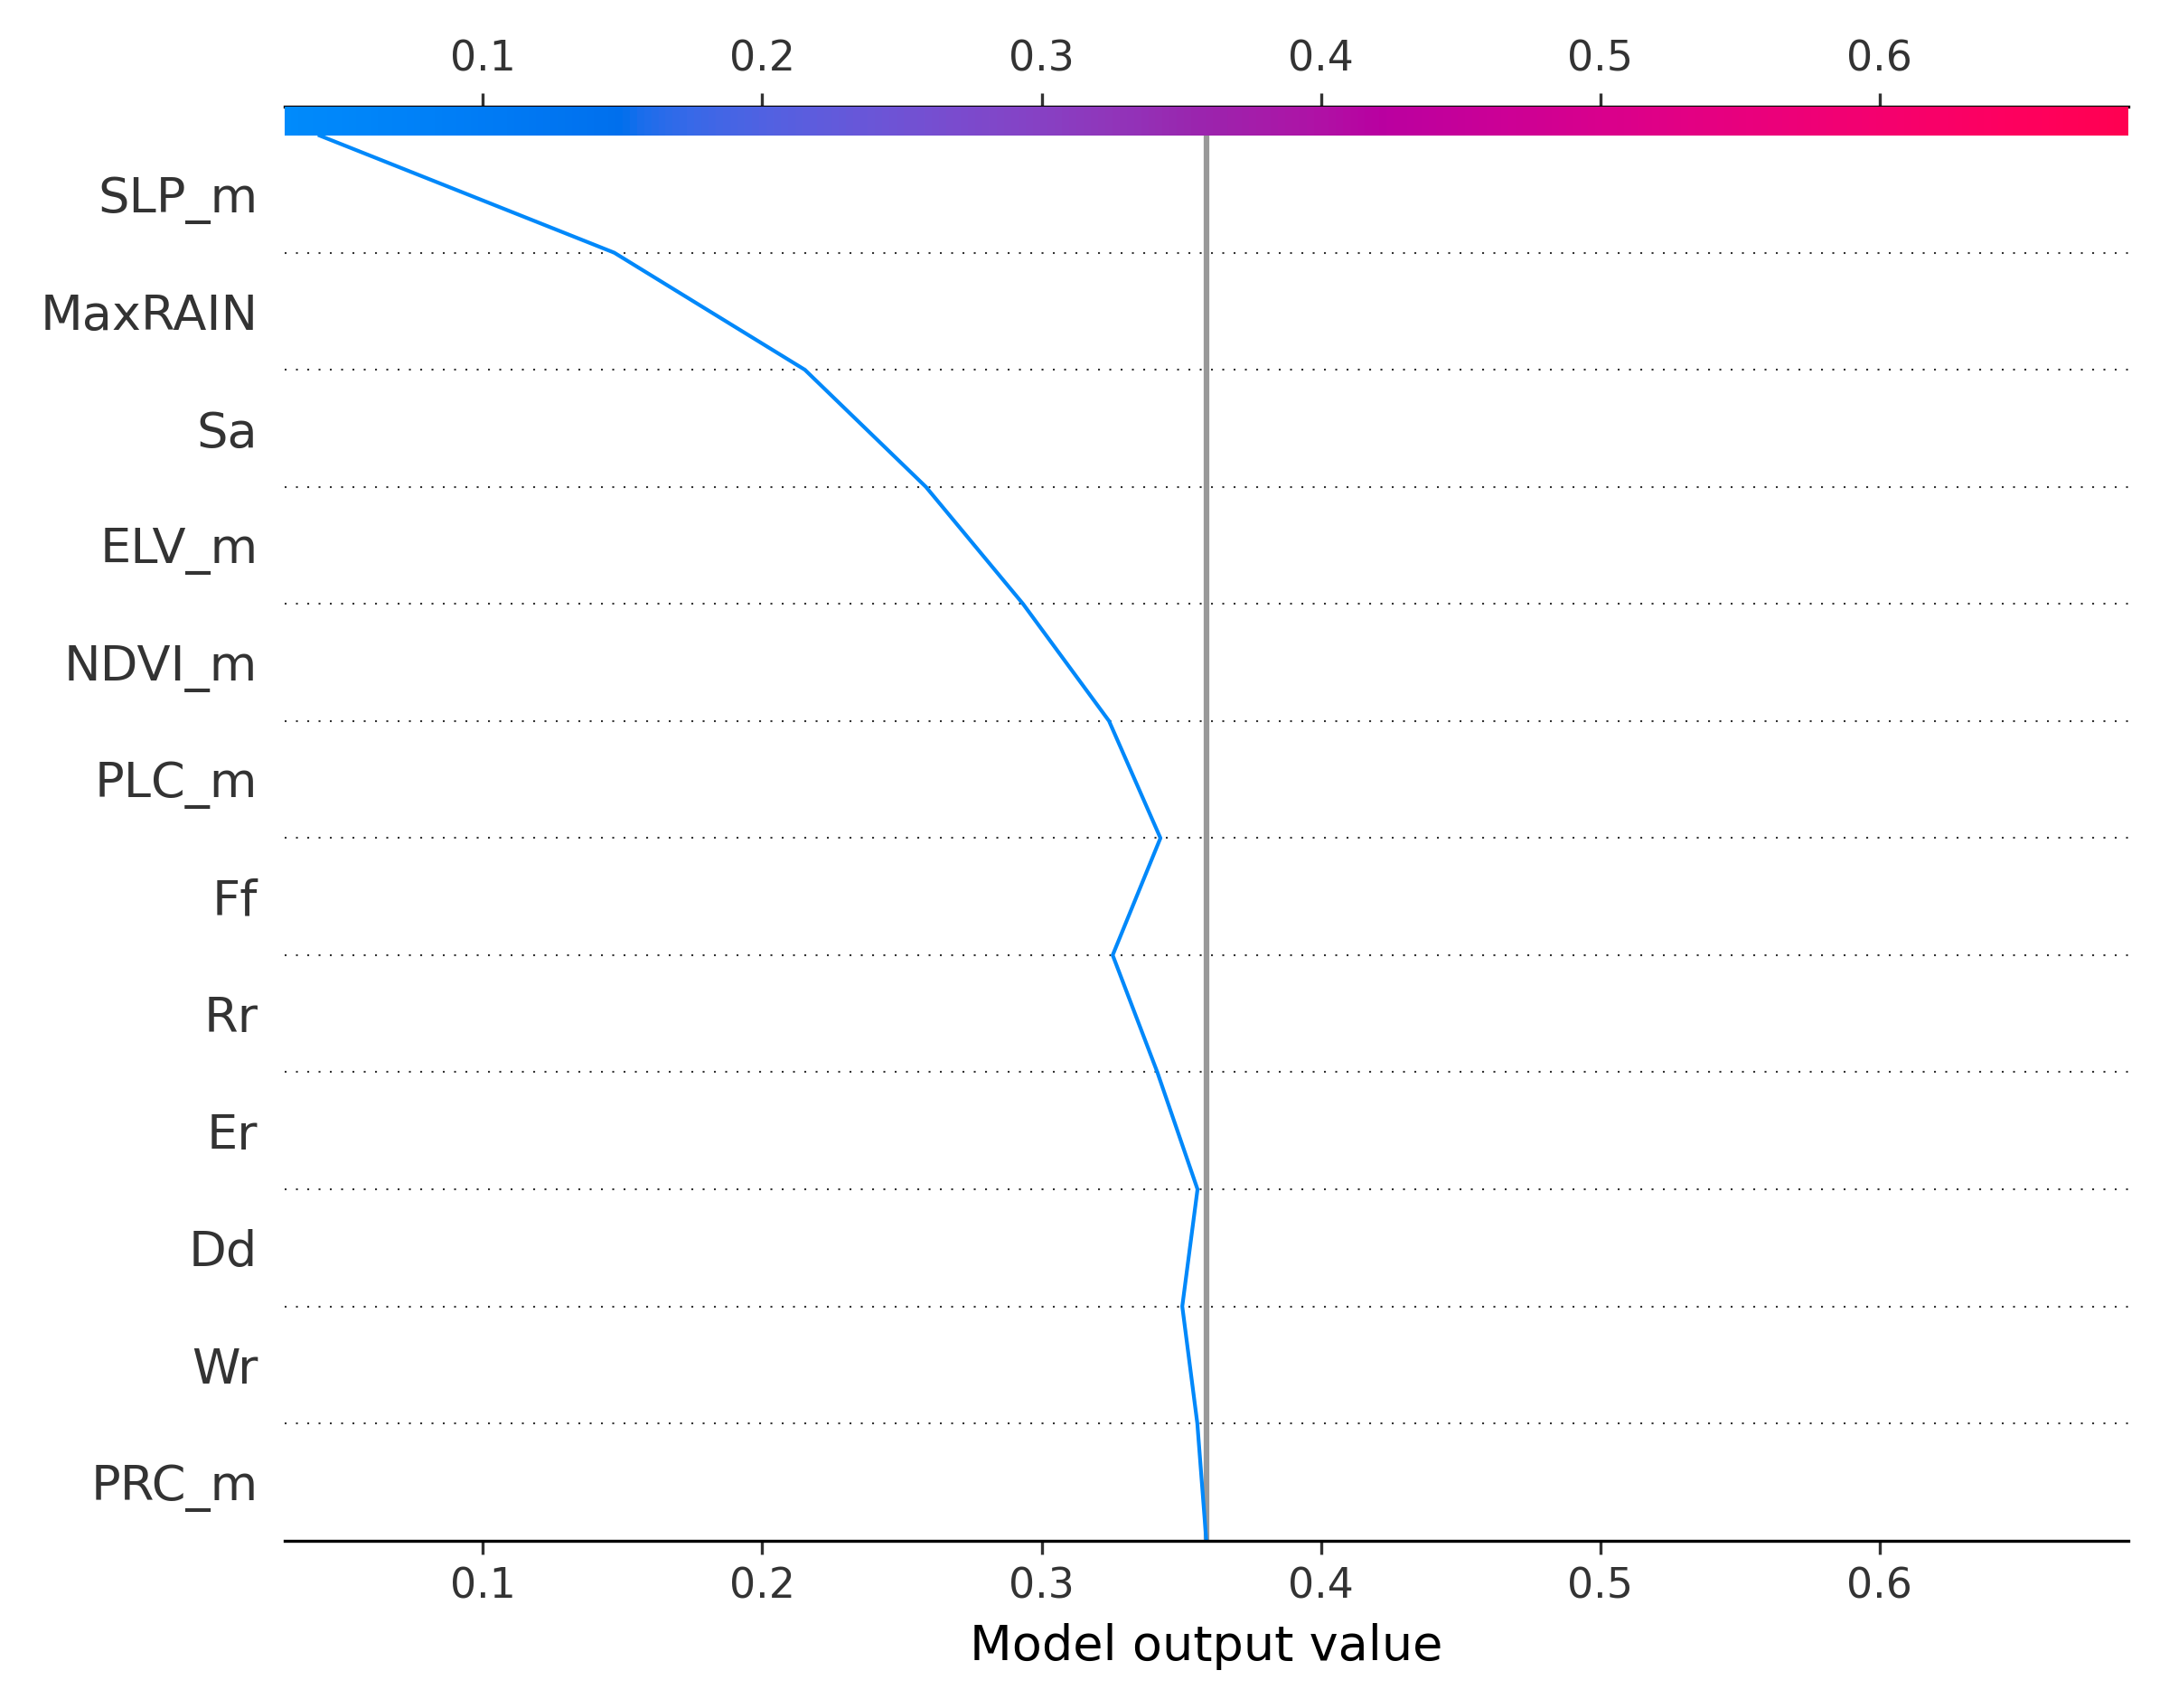 0.1 0.2 0.3 0.4 0.5 0.6
SLP_m
MaxRAIN
Sa
ELV_m
NDVI_m
PLC_m
Ff
Rr
Er
Dd
Wr
PRC_m
0.1 0.2 0.3 0.4 0.5 0.6
Model output value